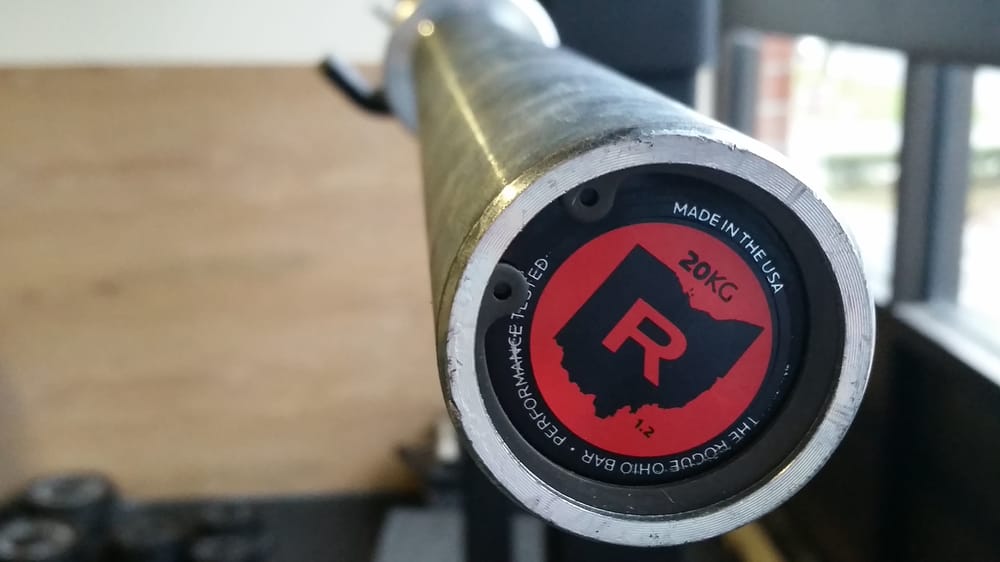 MADE IN THE USA
20KG
R
1.2
THE ROGUE OHIO BAR • PERFORMANCE TESTED